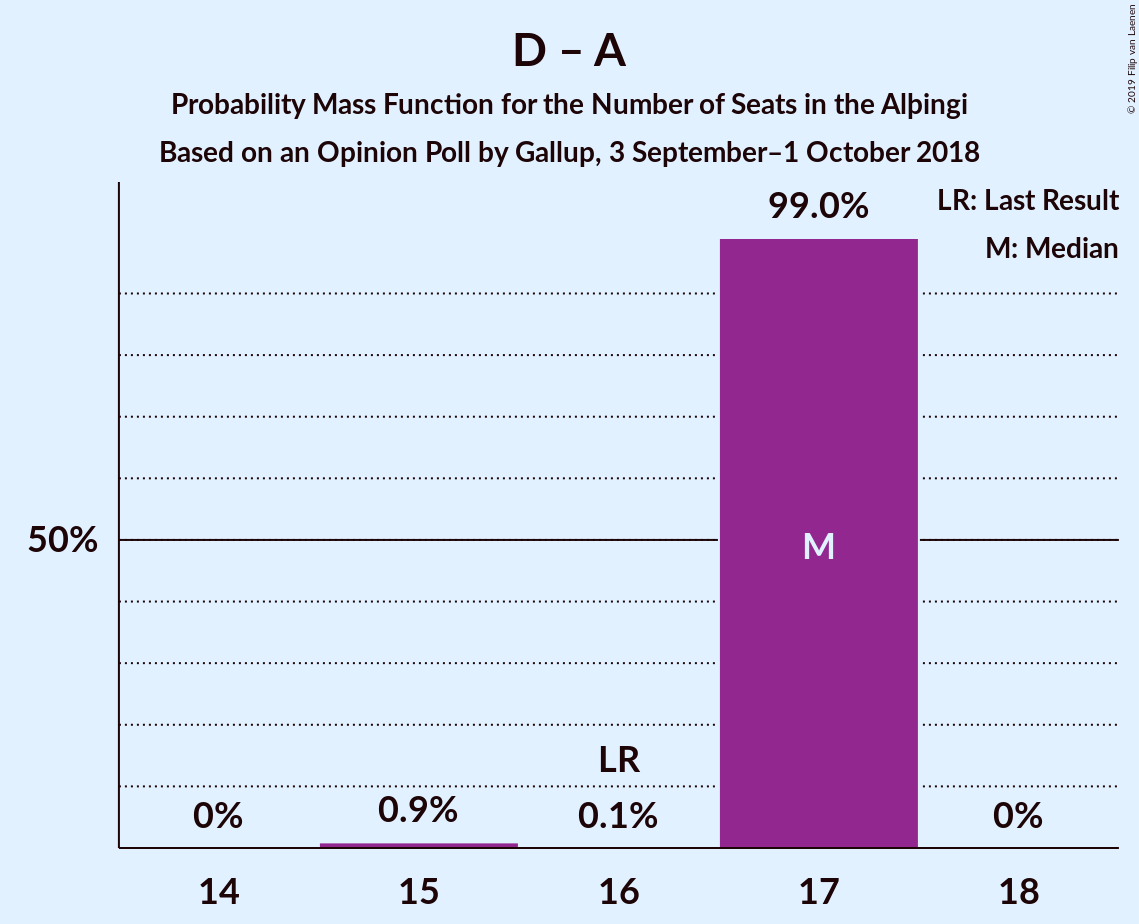 D – A
Probability Mass Function for the Number of Seats in the Alþingi
Based on an Opinion Poll by Gallup, 3 September–1 October 2018
© 2019 Filip van Laenen
LR: Last Result
M: Median
99.0%
50%
M
LR
0%
0.9%
0.1%
0%
14
15
16
17
18